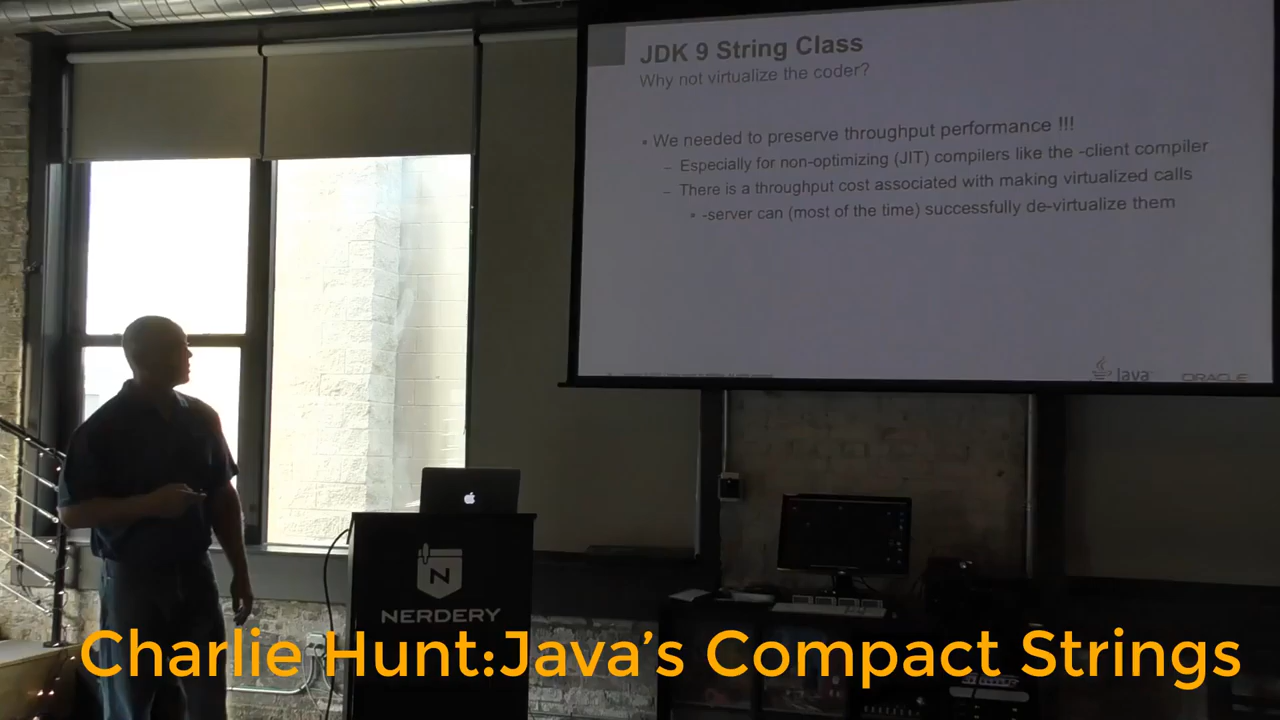 JDK 9 String Class
Why not virtualize the coder?
▪ We needed to preserve throughput performance !!!
– Especially for non-optimizing (JIT) compilers like the -client compiler
– There is a throughput cost associated with making virtualized calls
▪ -server can (most of the time) successfully de-virtualize them
Java
ORACLE
N
NERDERY
Charlie Hunt:Java’s Compact Strings